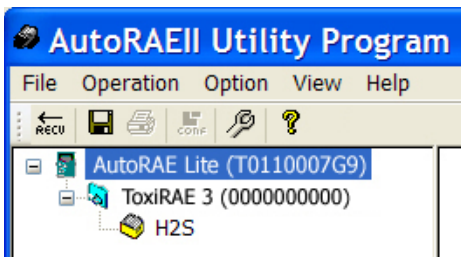 AutoRAEII Utility Program
File Operation Option View Help
RECV CONF ?
AutoRAE Lite (T0110007G9)
ToxiRAE 3 (0000000000)
H2S